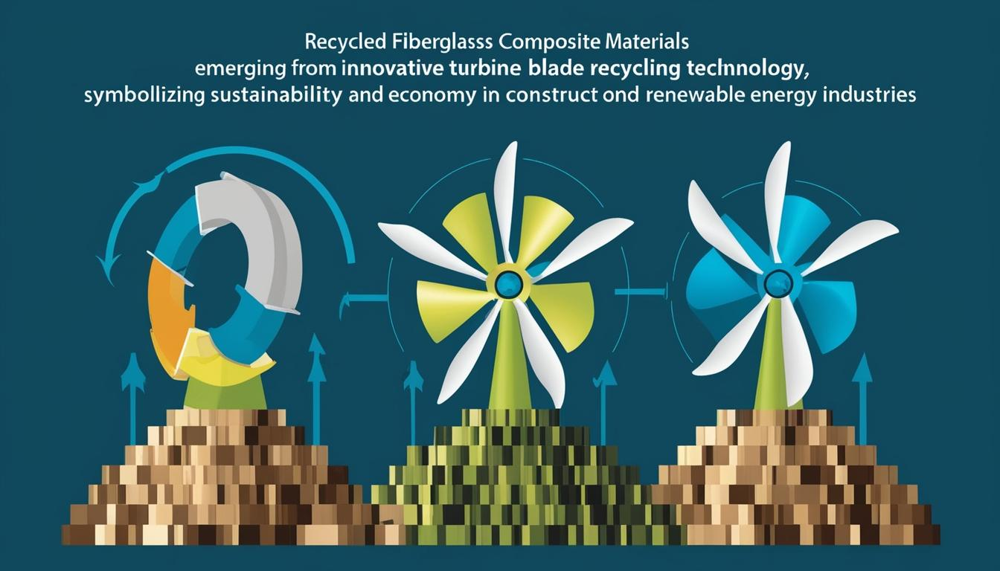 Recycled Fiberglasss Composite Materials
emerging from innovative turbine blade recycling technology,
symbollizing sustainability and economy in construct ond renewable energy industries